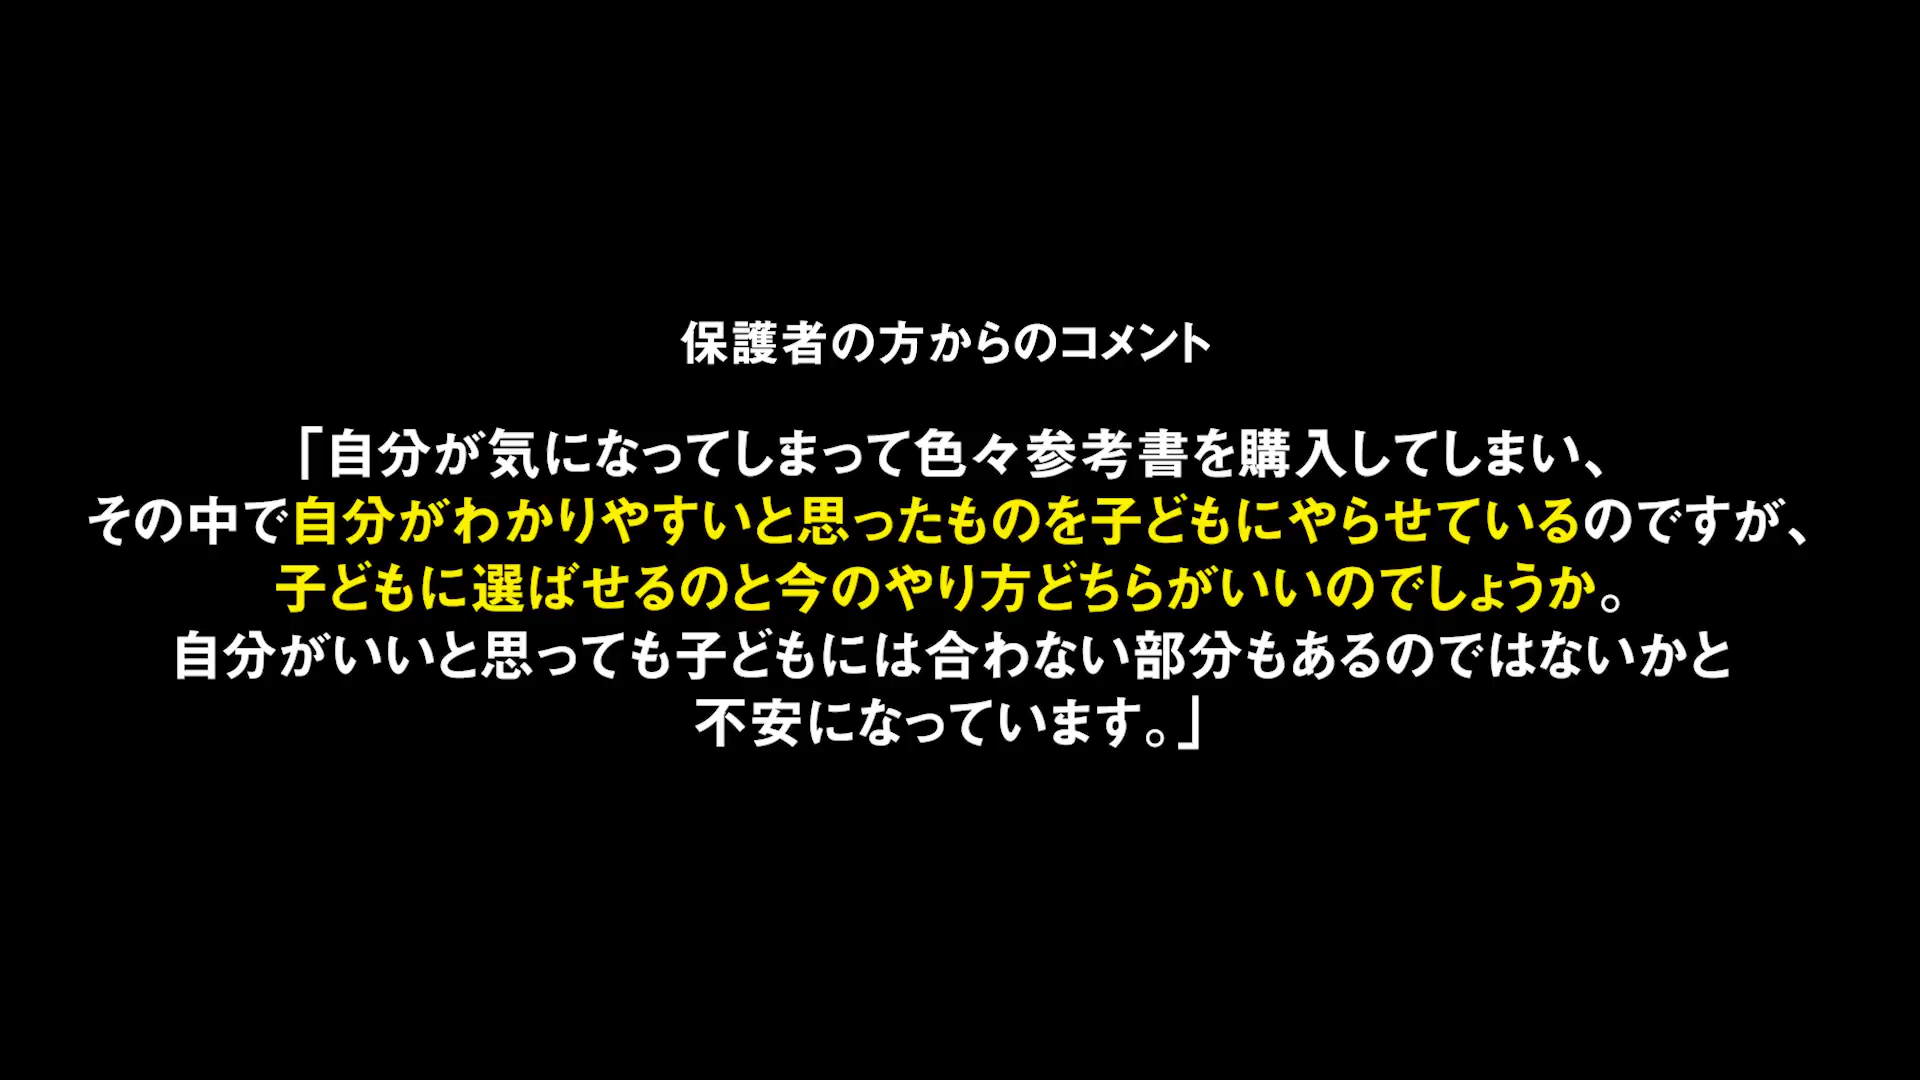 保護者の方からのコメント
「自分が気になってしまって色々参考書を購入してしまい、
その中で自分がわかりやすいと思ったものを子どもにやらせているのですが、
子どもに選ばせるのと今のやり方どちらがいいのでしょうか。
自分がいいと思っても子どもには合わない部分もあるのではないかと
不安になっています。」